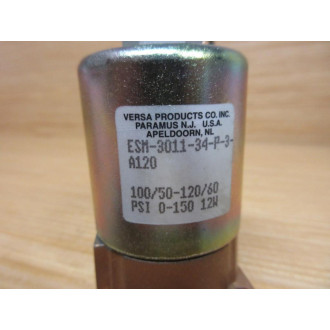 VERSA PRODUCTS CO. INC.
PARAMUS N.J. U.S.A.
APELDOORN, NL
ESM-3011-34-P-3-
A120
100/50-120/60
PSI 0-150 12W